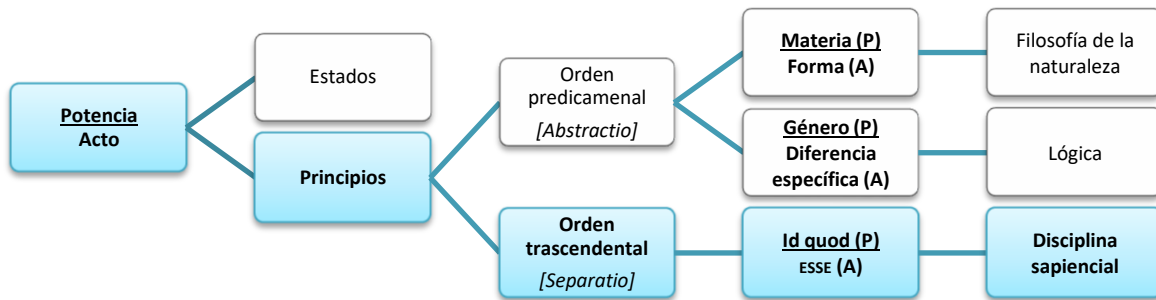 Potencia
Acto
Estados
Principios
Orden
predicamenal
[Abstractio]
Orden
trascendental
[Separatio]
Materia (P)
Forma (A)
Género (P)
Diferencia
específica (A)
Id quod (P)
ESSE (A)
Filosofía de la
naturaleza
Lógica
Disciplina
sapiencial